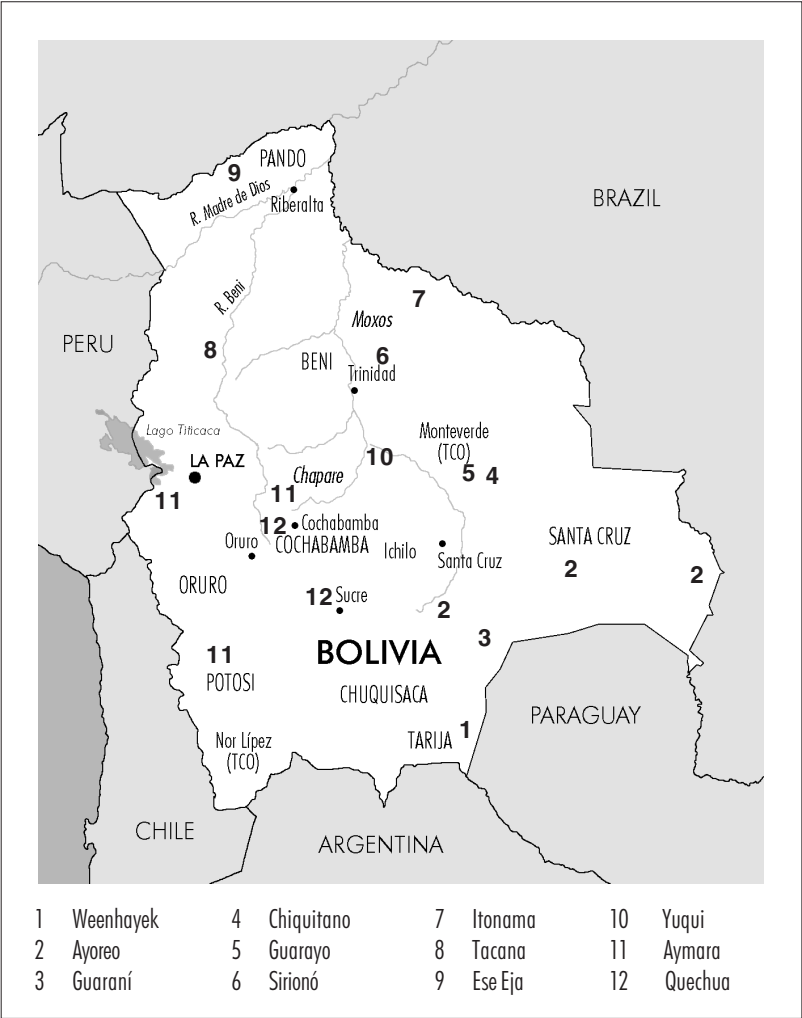 PANDO
9
R. Madre de Dios
Riberalta
BRAZIL
R. Beni
7
Moxos
PERU
8
BENI
6
Trinidad
Lago Titicaca
Monteverde
(TCO)
LA PAZ
10
5
4
Chapare
11
11
12
Cochabamba
Oruro
COCHABAMBA
Ichilo
Santa Cruz
SANTA CRUZ
2
2
ORURO
12
Sucre
2
3
BOLIVIA
11
POTOSI
CHUQUISACA
PARAGUAY
1
TARIJA
Nor Lípez
(TCO)
CHILE
ARGENTINA
1 Weenhayek 4 Chiquitano 7 Itonama 10 Yuqui
2 Ayoreo 5 Guarayo 8 Tacana 11 Aymara
3 Guaraní 6 Sirionó 9 Ese Eja 12 Quechua